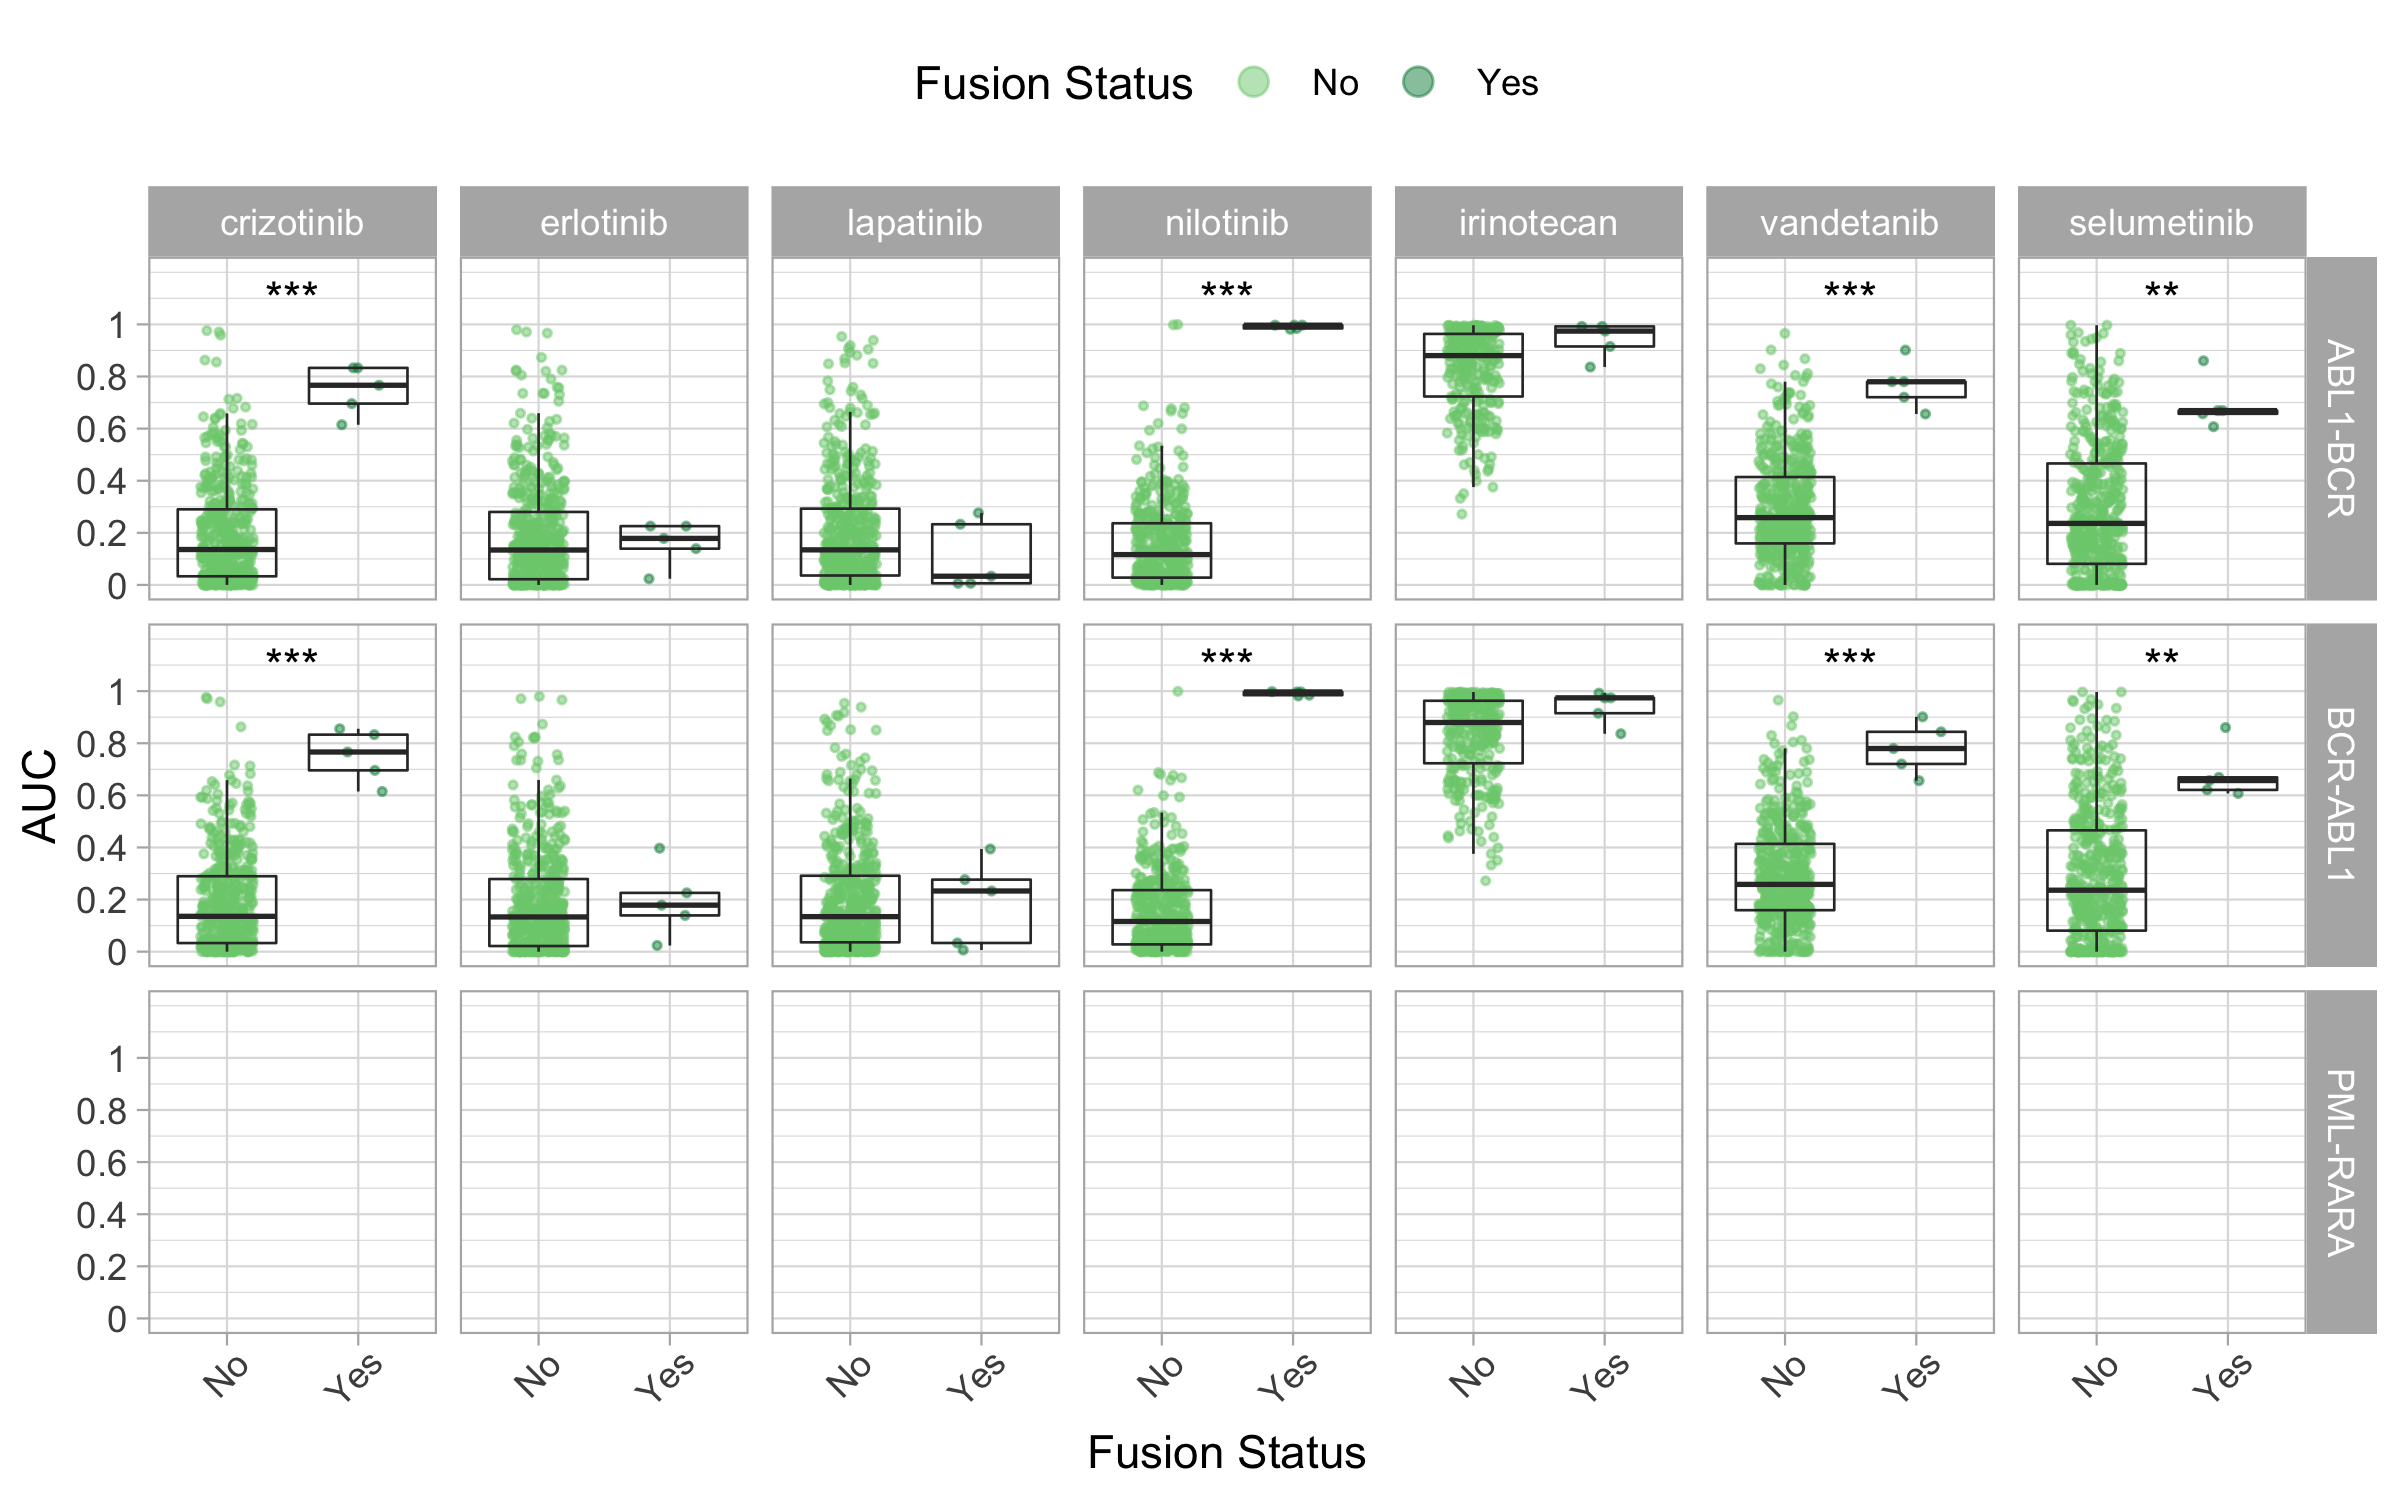 Fusion Status No Yes
crizotinib erlotinib lapatinib nilotinib irinotecan vandetanib selumetinib
*** *** *** **
1
0.8
0.6
0.4
0.2
0
ABL1-BCR
*** *** *** **
1
0.8
0.6
0.4
0.2
0
BCR-ABL1
AUC
1
0.8
0.6
0.4
0.2
0
PML-RARA
No Yes No Yes No Yes No Yes No Yes No Yes No Yes
Fusion Status